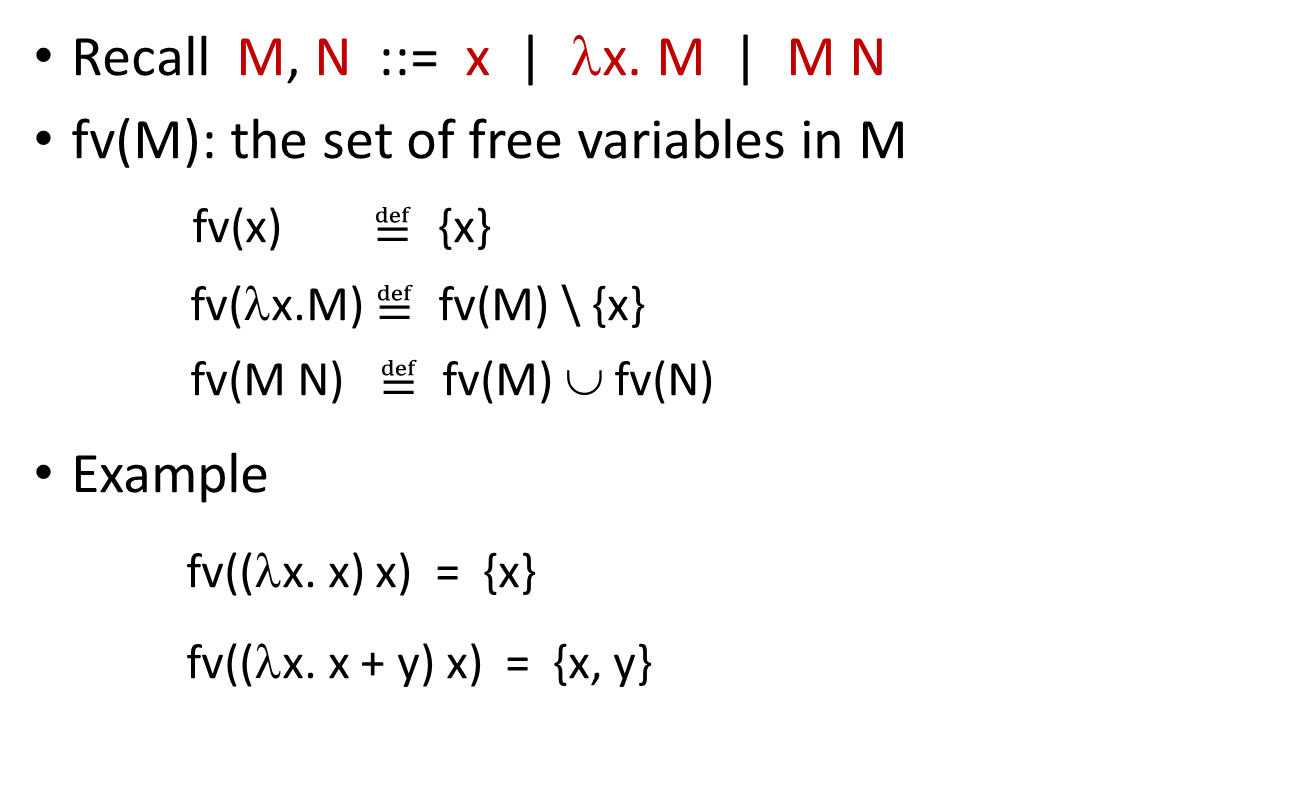 • Recall M, N ::= x | λx. M | M N
• fv(M): the set of free variables in M
fv(x) ≝ {x}
fv(λx.M) ≝ fv(M) \ {x}
fv(M N) ≝ fv(M) ∪ fv(N)
• Example
fv((λx. x) x) = {x}
fv((λx. x + y) x) = {x, y}